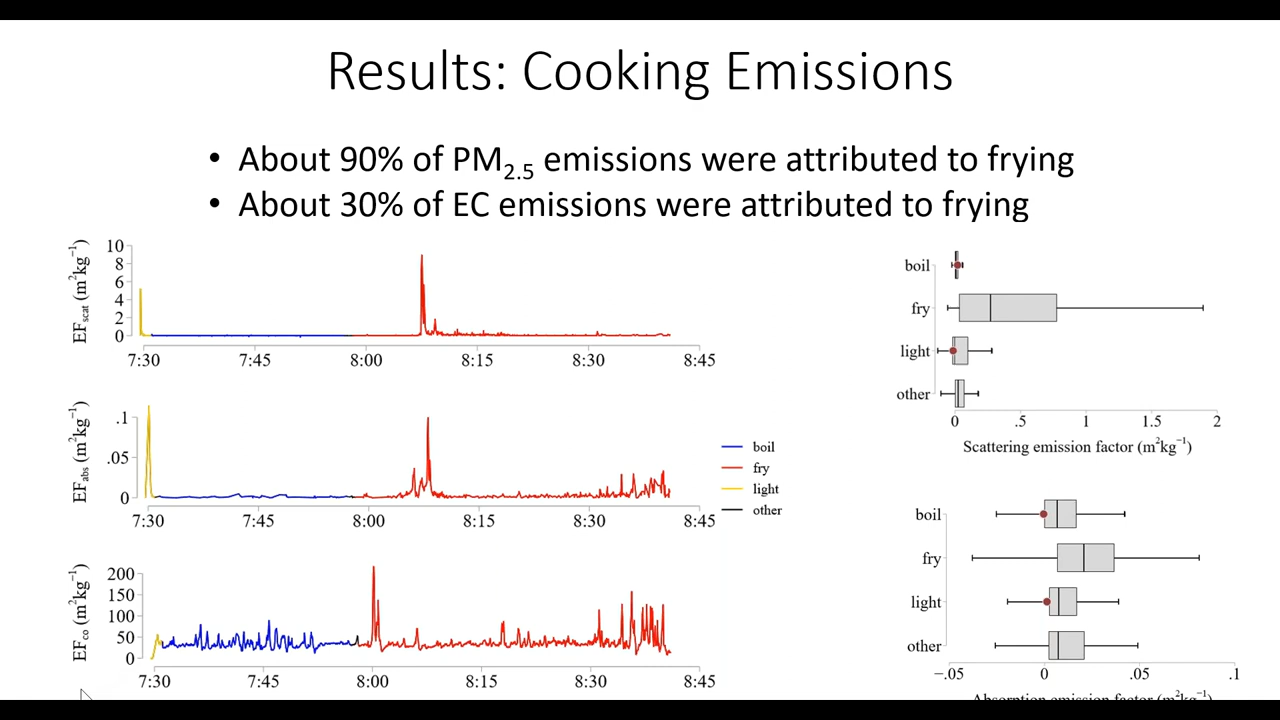 Results: Cooking Emissions
• About 90% of PM2.5 emissions were attributed to frying
• About 30% of EC emissions were attributed to frying
EFscat (m²kg⁻¹)
10
8
6
4
2
0
7:30 7:45 8:00 8:15 8:30 8:45
EFabs (m²kg⁻¹)
.1
.05
0
7:30 7:45 8:00 8:15 8:30 8:45
EFco (m²kg⁻¹)
200
150
100
50
0
7:30 7:45 8:00 8:15 8:30 8:45
boil
fry
light
other
boil
fry
light
other
0 .5 1 1.5 2
Scattering emission factor (m²kg⁻¹)
boil
fry
light
other
−.05 0 .05 .1
Absorption emission factor (m²kg⁻¹)